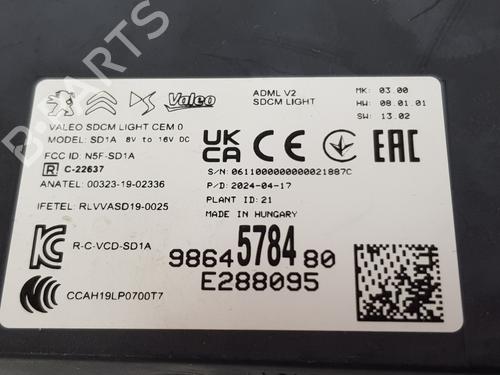 B-PARTS
Valeo
ADML V2
SDCM LIGHT
MK: 03.00
HW: 08.01.01
SW: 13.02
VALEO SDCM LIGHT CEM 0
MODEL: SD1A 8V to 16V DC
FCC ID: N5F-SD1A
R C-22637
ANATEL: 00323-19-02336
IFETEL: RLVVASD19-0025
UK CA CE EAC
S/N: 0611000000000021887C
P/D: 2024-04-17
PLANT ID: 21
MADE IN HUNGARY
R-C-VCD-SD1A
98645784 80
E288095
CCAH19LP0700T7